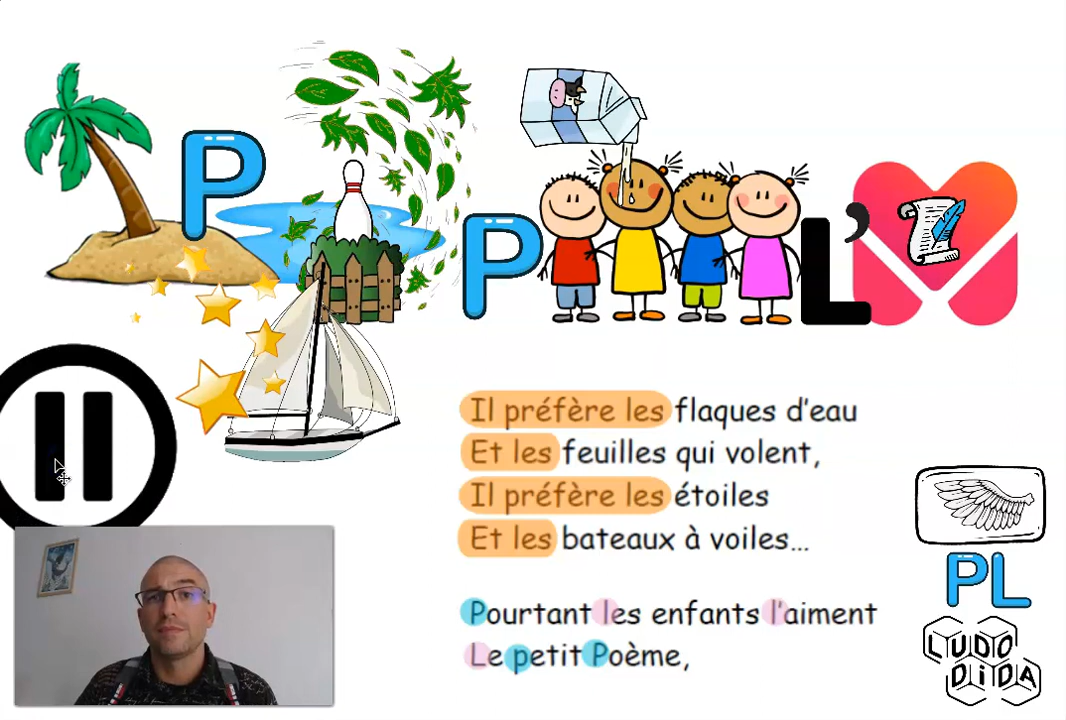 P
P L'
Il préfère les flaques d'eau
Et les feuilles qui volent,
Il préfère les étoiles
Et les bateaux à voiles...
Pourtant les enfants l'aiment
Le petit Poème,
PL
LUDO
DiDA